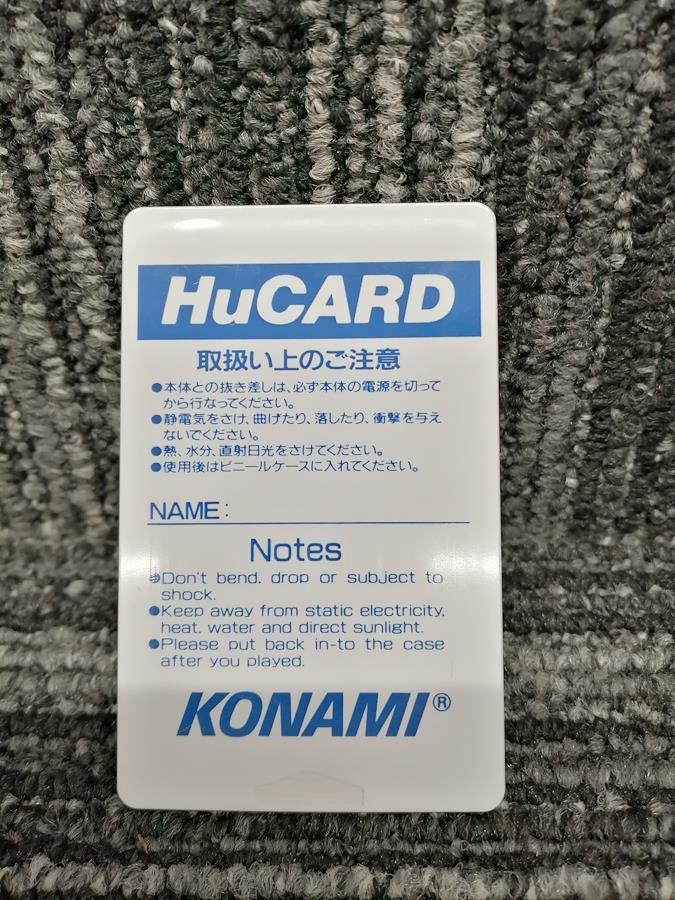 HuCARD
取扱い上のご注意
●本体との抜き差しは、必ず本体の電源を切って
から行なってください。
●静電気をさけ、曲げたり、落したり、衝撃を与え
ないでください。
●熱、水分、直射日光をさけてください。
●使用後はビニールケースに入れてください。
NAME:
Notes
●Don't bend, drop or subject to
shock.
●Keep away from static electricity,
heat, water and direct sunlight.
●Please put back in-to the case
after you played.
KONAMI®